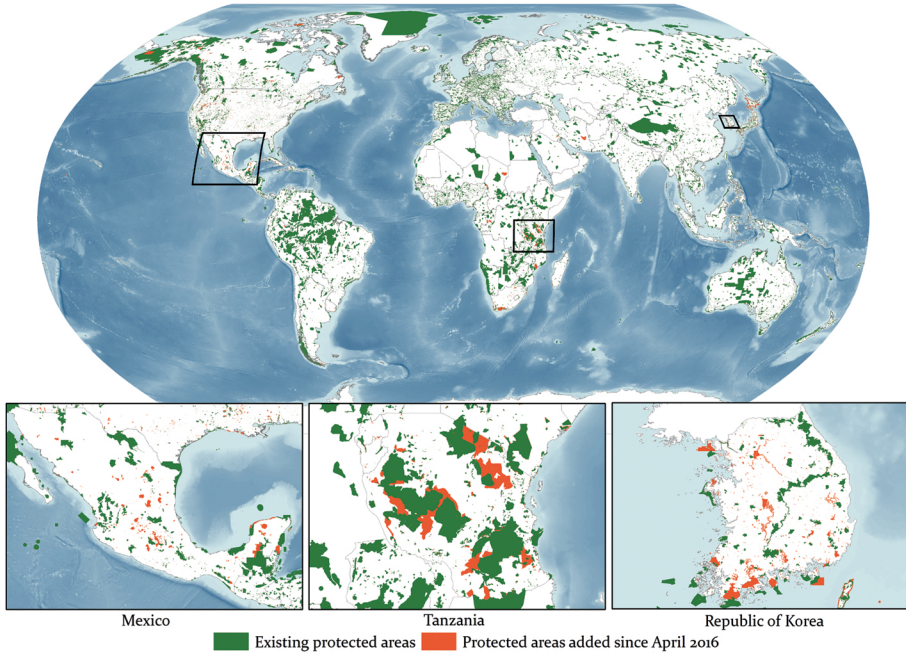 Mexico
Tanzania
Republic of Korea
Existing protected areas
Protected areas added since April 2016